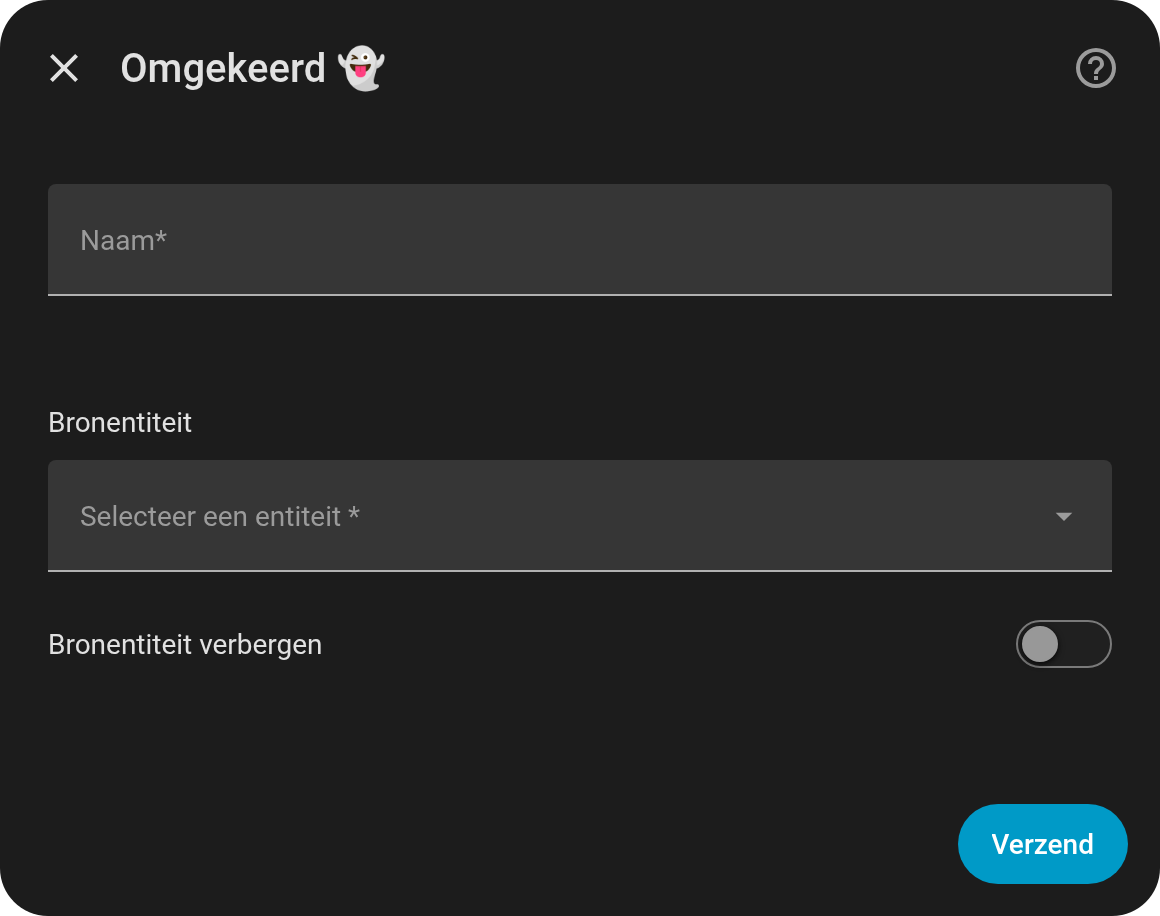 Omgekeerd 👻
Naam*
Bronentiteit
Selecteer een entiteit *
Bronentiteit verbergen
Verzend